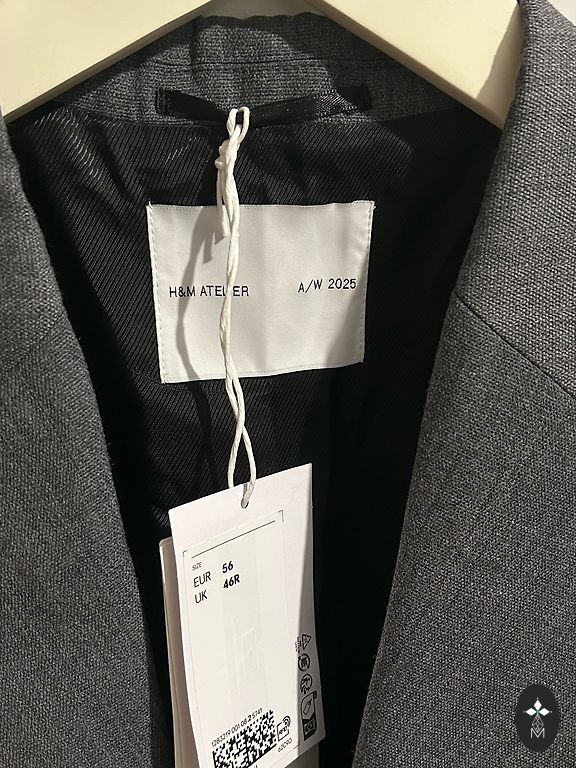 H&M ATELIER A/W 2025
SIZE
EUR 56
UK 46R
M